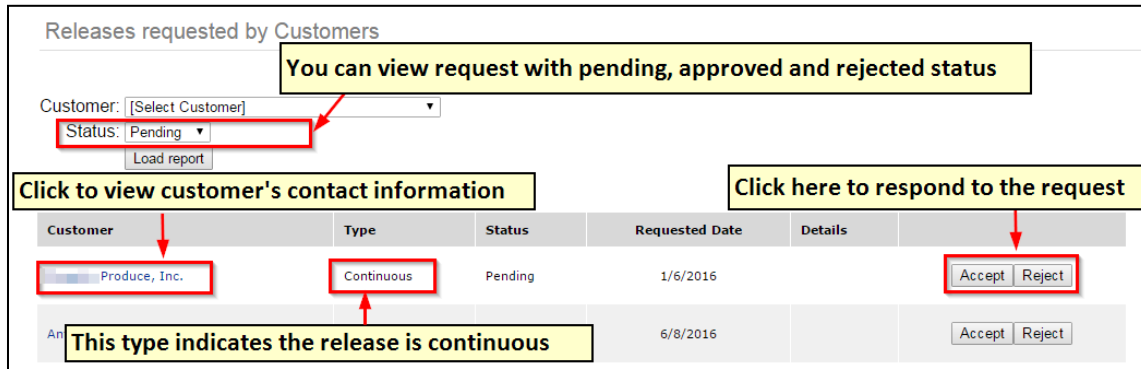 Releases requested by Customers
You can view request with pending, approved and rejected status
Customer: [Select Customer]
Status: Pending
Load report
Click to view customer's contact information
Click here to respond to the request
Customer Type Status Requested Date Details
Produce, Inc. Continuous Pending 1/6/2016 Accept Reject
6/8/2016 Accept Reject
This type indicates the release is continuous